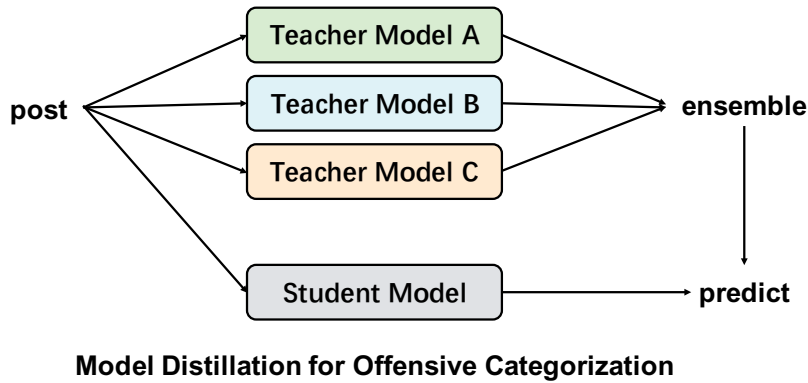 Teacher Model A
post
Teacher Model B
ensemble
Teacher Model C
Student Model
predict
Model Distillation for Offensive Categorization